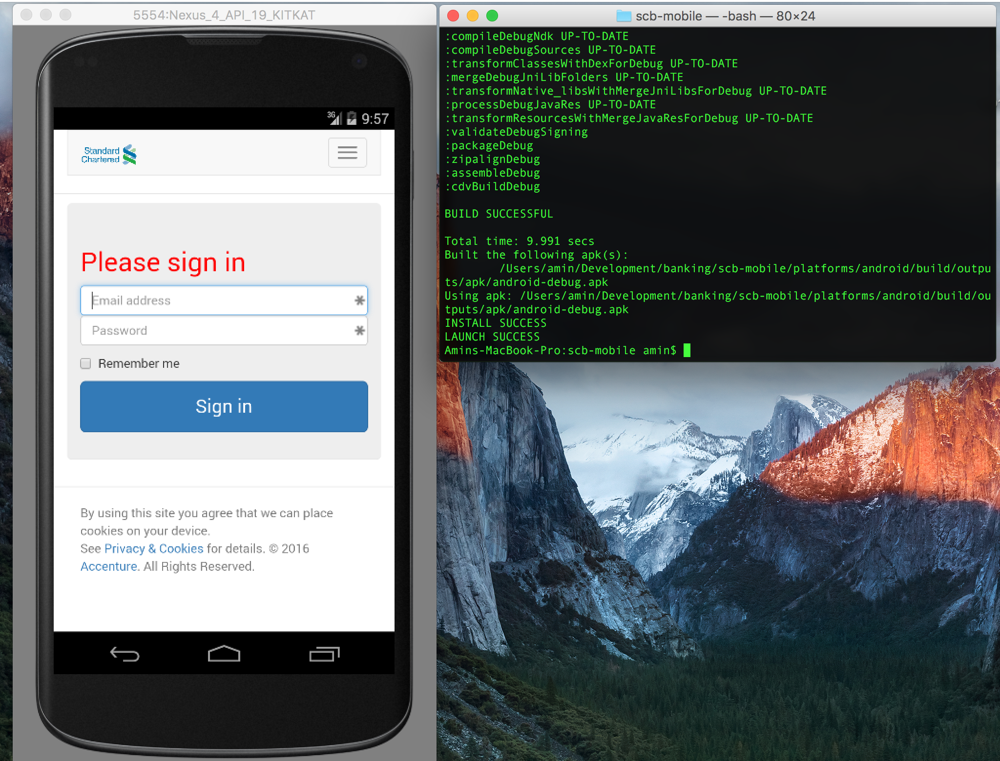 5554:Nexus_4_API_19_KITKAT
3G 9:57
Standard
Chartered
Please sign in
Email address *
Password *
Remember me
Sign in
By using this site you agree that we can place
cookies on your device.
See Privacy & Cookies for details. © 2016
Accenture. All Rights Reserved.
scb-mobile — -bash — 80×24
:compileDebugNdk UP-TO-DATE
:compileDebugSources UP-TO-DATE
:transformClassesWithDexForDebug UP-TO-DATE
:mergeDebugJniLibFolders UP-TO-DATE
:transformNative_libsWithMergeJniLibsForDebug UP-TO-DATE
:processDebugJavaRes UP-TO-DATE
:transformResourcesWithMergeJavaResForDebug UP-TO-DATE
:validateDebugSigning
:packageDebug
:zipalignDebug
:assembleDebug
:cdvBuildDebug
BUILD SUCCESSFUL
Total time: 9.991 secs
Built the following apk(s):
/Users/amin/Development/banking/scb-mobile/platforms/android/build/outpu
ts/apk/android-debug.apk
Using apk: /Users/amin/Development/banking/scb-mobile/platforms/android/build/ou
tputs/apk/android-debug.apk
INSTALL SUCCESS
LAUNCH SUCCESS
Amins-MacBook-Pro:scb-mobile amin$